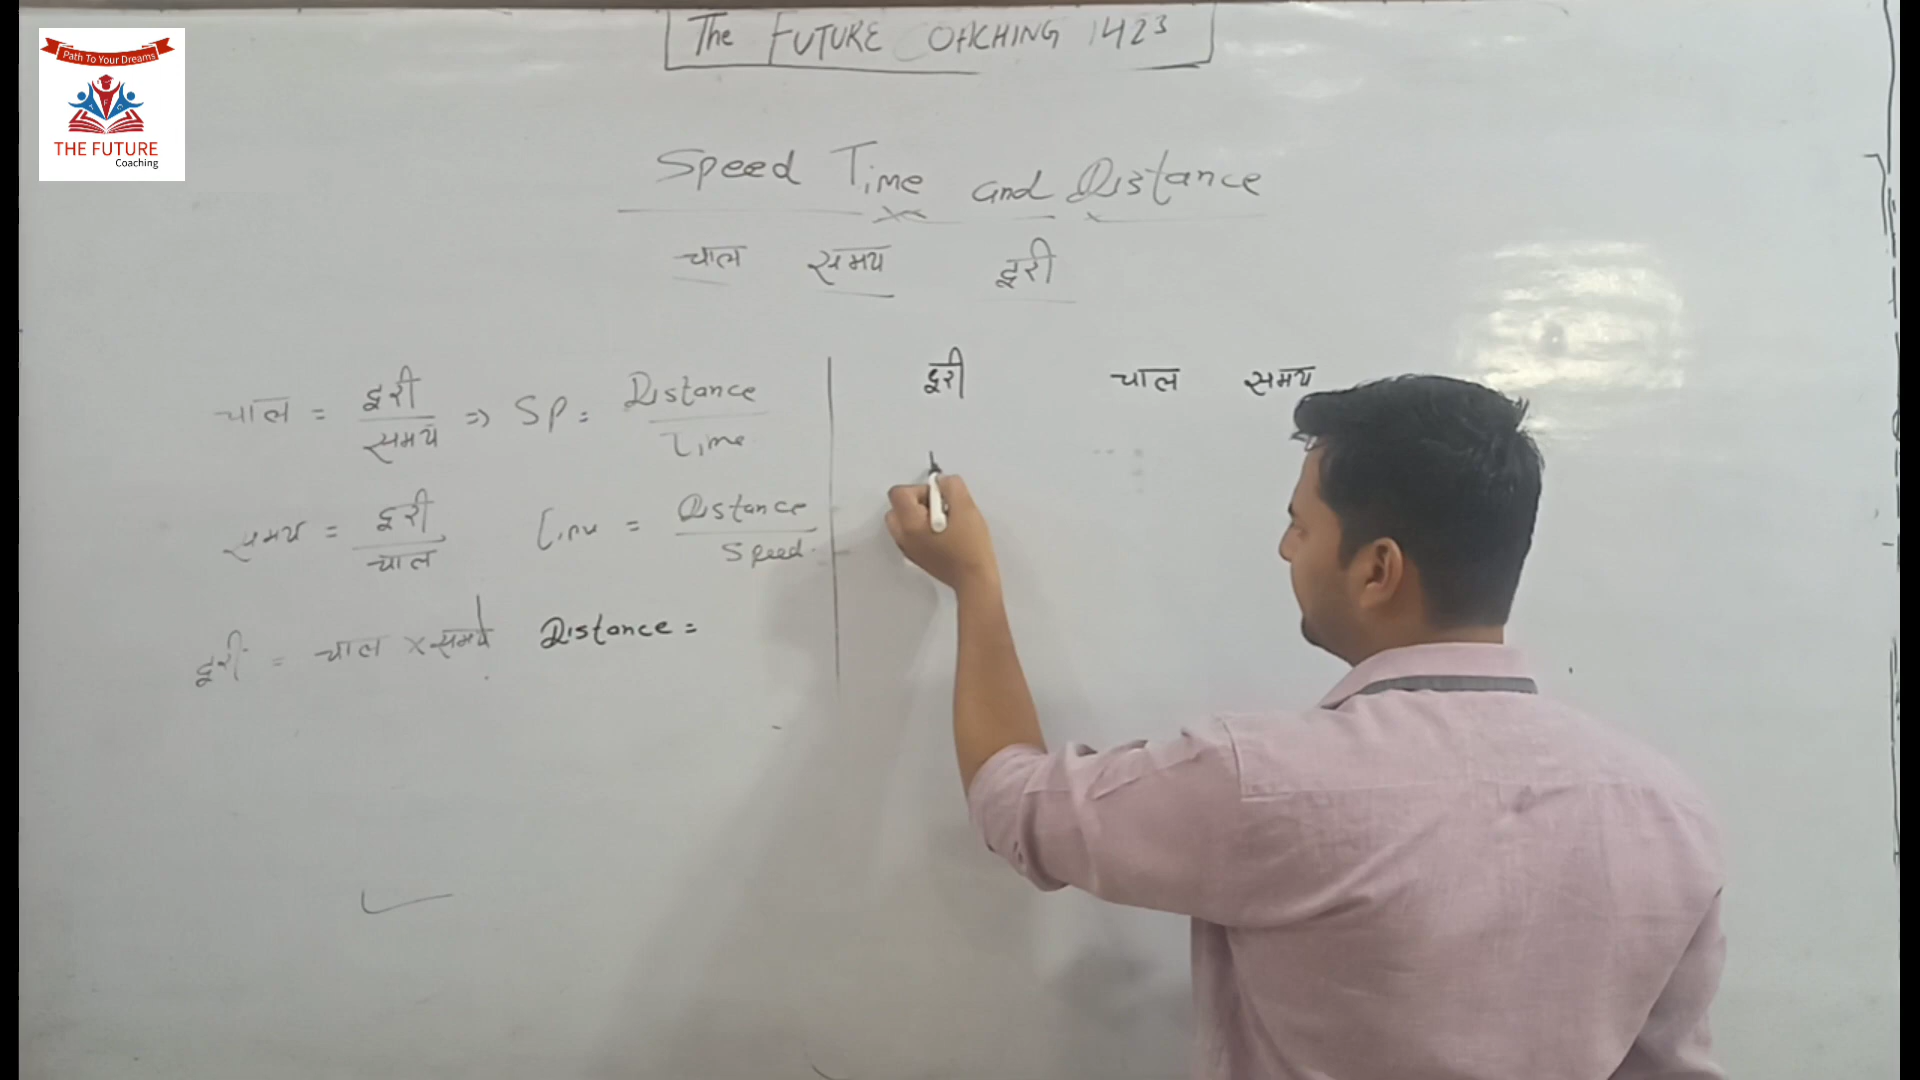 Path To Your Dreams
THE FUTURE
Coaching
The FUTURE COACHING 1423
Speed Time and Distance
चाल समय दूरी
चाल = दूरी / समय => Sp = Distance / Time
समय = दूरी / चाल Time = Distance / Speed
दूरी = चाल × समय Distance =
दूरी चाल समय